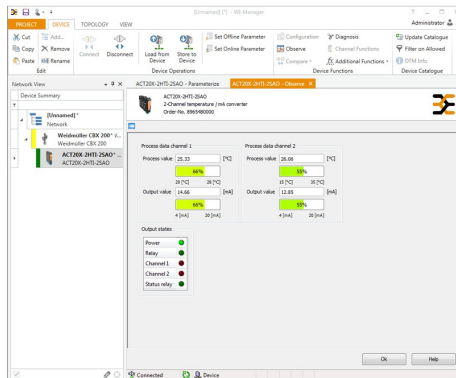 [Unnamed] (*) - WI-Manager
PROJECT DEVICE TOPOLOGY VIEW Administrator
Cut Add...
Copy Remove
Paste Rename
Connect Disconnect
Load from Device
Store to Device
Set Offline Parameter
Set Online Parameter
Configuration Diagnosis
Observe Channel Functions
Compare Additional Functions
Update Catalogue
Filter on Allowed
DTM Info
Edit Device Operations Device Functions Device Catalogue
Network View
Device Summary
[Unnamed] *
Network
Weidmüller CBX 200* \\...
Weidmüller CBX 200
ACT20X-2HTI-2SAO* ...
ACT20X-2HTI-2SAO
ACT20X-2HTI-2SAO - Parameterize ACT20X-2HTI-2SAO - Observe
ACT20X-2HTI-2SAO
2-Channel temperature / mA converter
Order-No. 8965480000
Process data channel 1
Process value 25.33 [°C]
66%
20 [°C] 28 [°C]
Output value 14.66 [mA]
66%
4 [mA] 20 [mA]
Process data channel 2
Process value 26.06 [°C]
55%
15 [°C] 35 [°C]
Output value 12.85 [mA]
55%
4 [mA] 20 [mA]
Output states
Power
Relay
Channel 1
Channel 2
Status relay
Ok Help
Connected Device